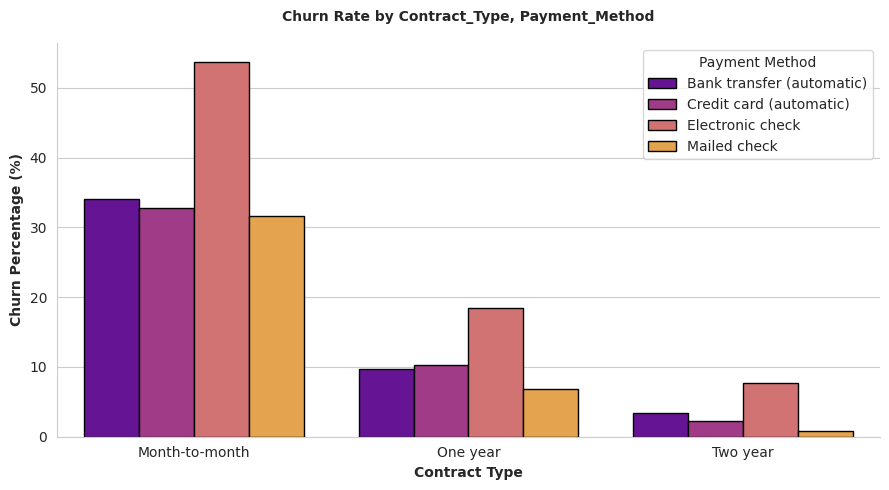 Churn Rate by Contract_Type, Payment_Method
Payment Method
Bank transfer (automatic)
Credit card (automatic)
Electronic check
Mailed check
Churn Percentage (%)
50
40
30
20
10
0
Month-to-month
One year
Two year
Contract Type